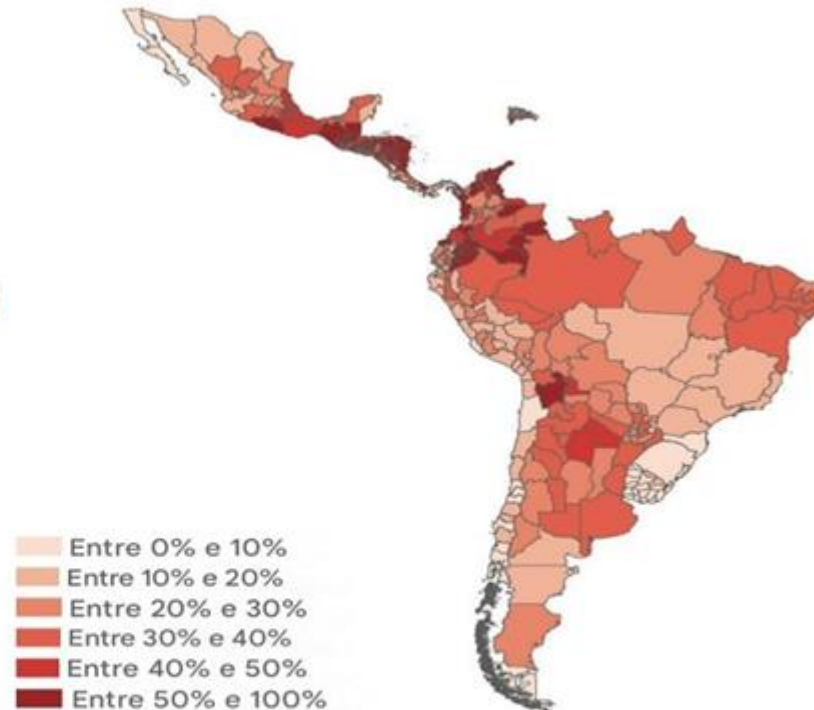 Entre 0% e 10%
Entre 10% e 20%
Entre 20% e 30%
Entre 30% e 40%
Entre 40% e 50%
Entre 50% e 100%